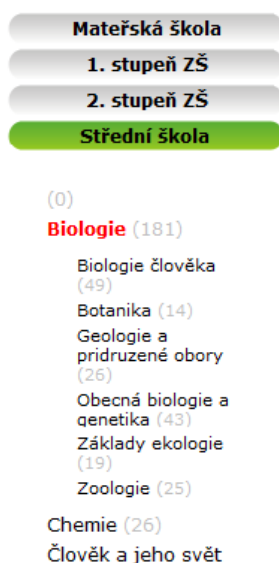 Mateřská škola
1. stupeň ZŠ
2. stupeň ZŠ
Střední škola
(0)
Biologie (181)
Biologie člověka
(49)
Botanika (14)
Geologie a
pridruzené obory
(26)
Obecná biologie a
genetika (43)
Základy ekologie
(19)
Zoologie (25)
Chemie (26)
Člověk a jeho svět